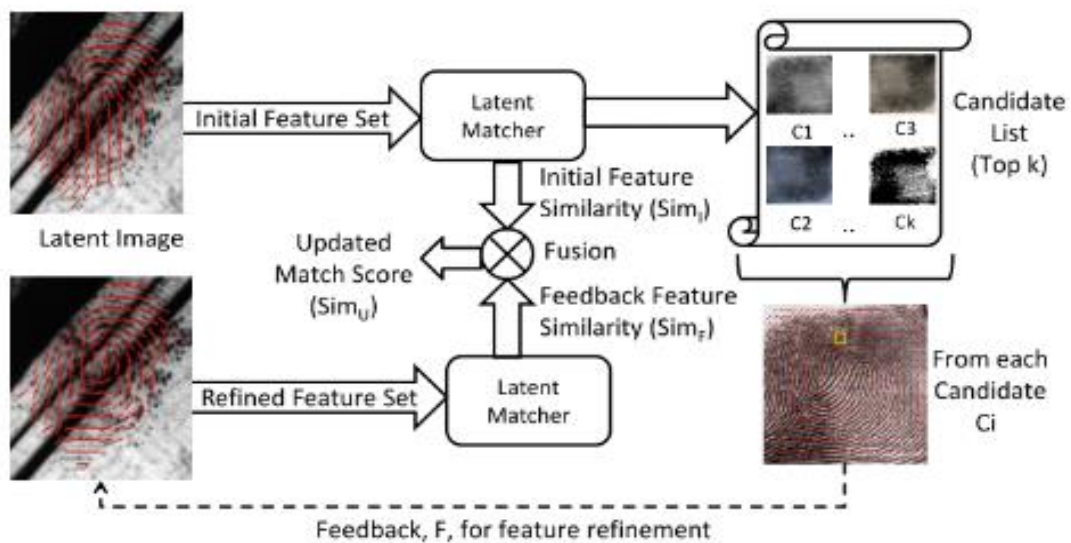 Latent Image
Initial Feature Set
Latent
Matcher
C1
..
C3
C2
..
Ck
Candidate
List
(Top k)
Initial Feature
Similarity (Sim_I)
Updated
Match Score
(Sim_U)
Fusion
Feedback Feature
Similarity (Sim_F)
Refined Feature Set
Latent
Matcher
From each
Candidate
Ci
Feedback, F, for feature refinement